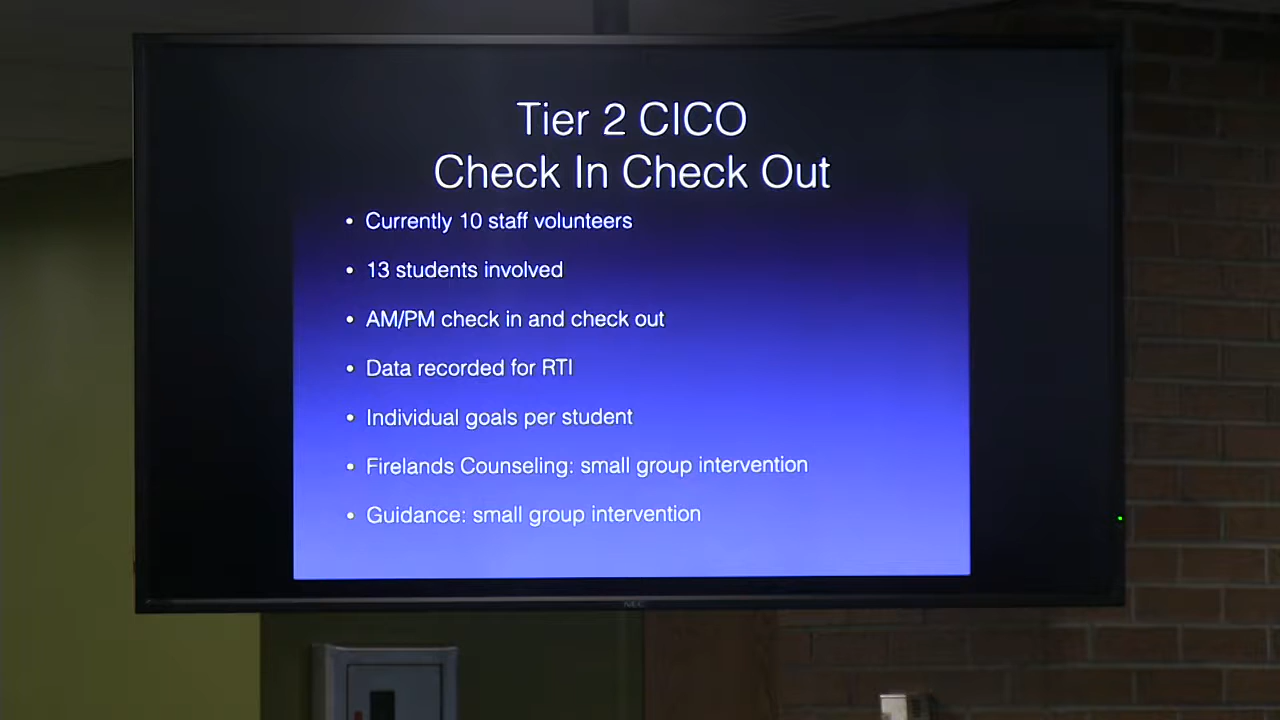 Tier 2 CICO
Check In Check Out
• Currently 10 staff volunteers
• 13 students involved
• AM/PM check in and check out
• Data recorded for RTI
• Individual goals per student
• Firelands Counseling: small group intervention
• Guidance: small group intervention
NEC